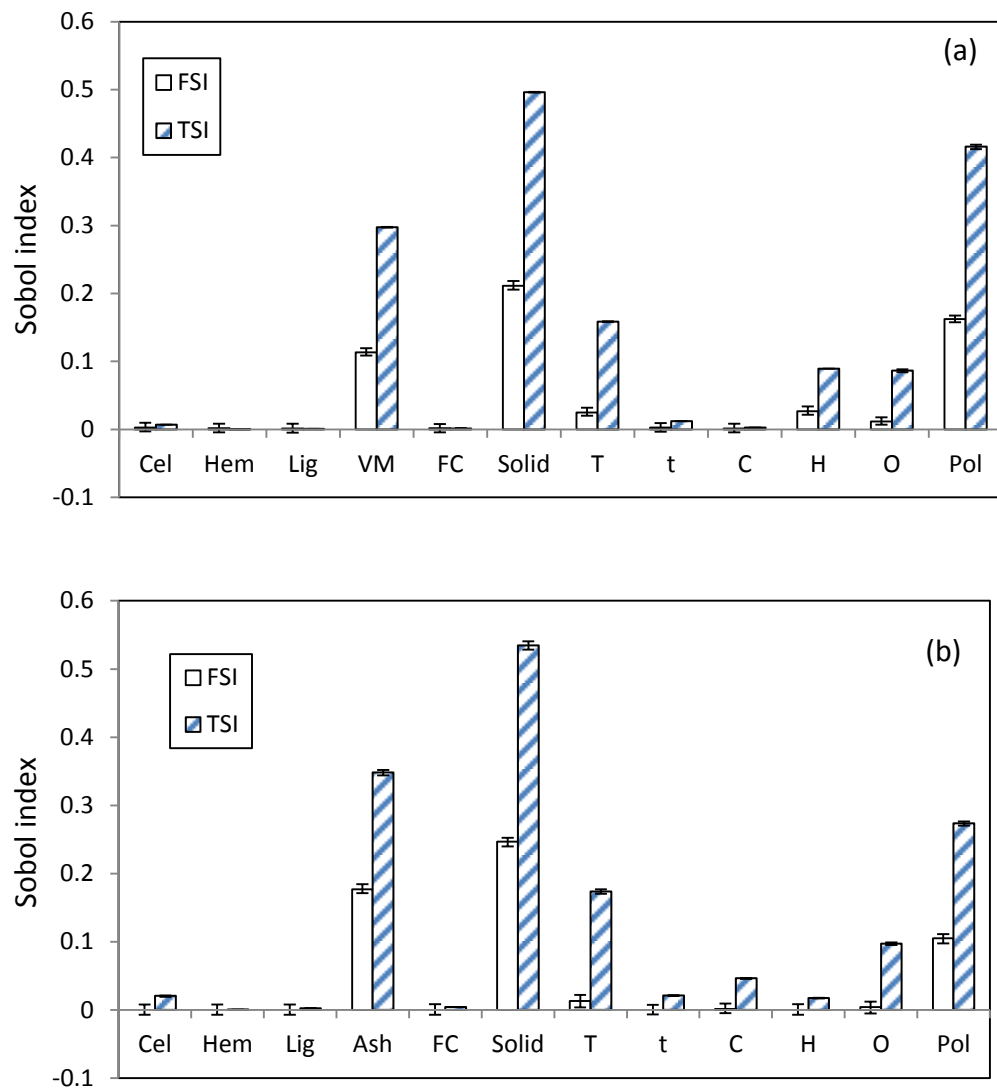 (a)
FSI
TSI
Sobol index
0.6
0.5
0.4
0.3
0.2
0.1
0
-0.1
Cel Hem Lig VM FC Solid T t C H O Pol
(b)
FSI
TSI
Sobol index
0.6
0.5
0.4
0.3
0.2
0.1
0
-0.1
Cel Hem Lig Ash FC Solid T t C H O Pol